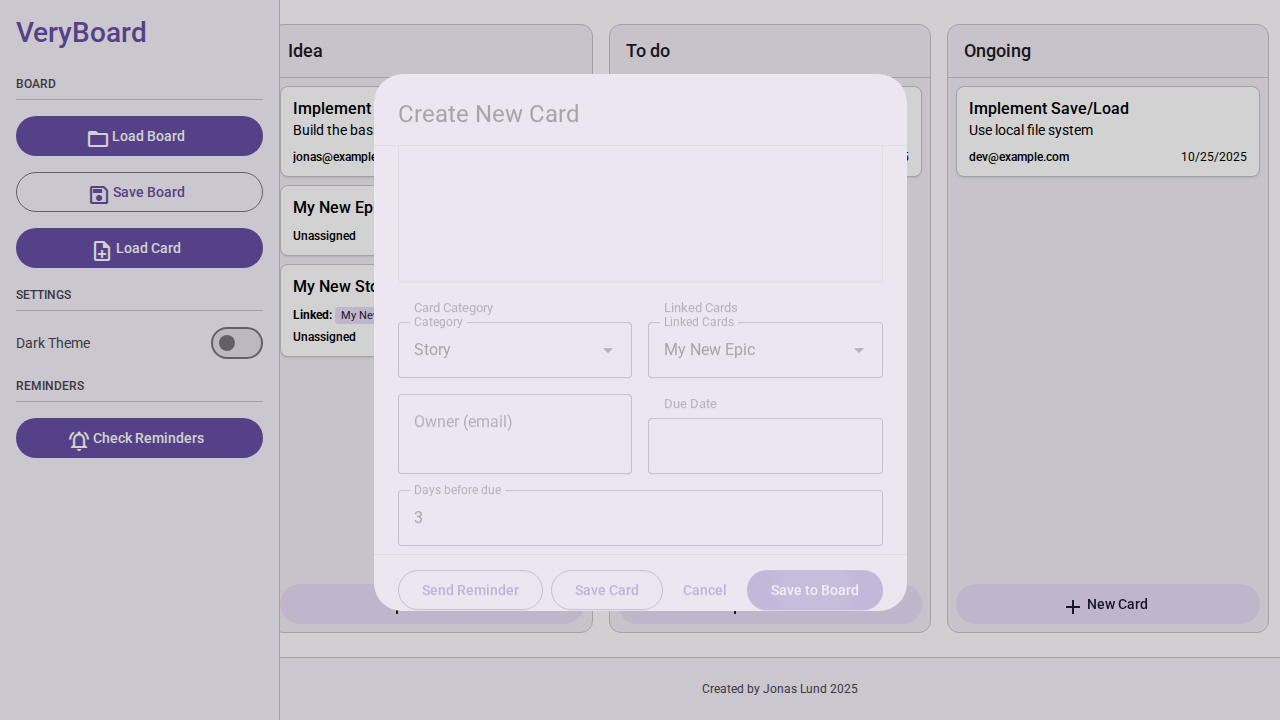 VeryBoard
BOARD
Load Board
Save Board
Load Card
SETTINGS
Dark Theme
REMINDERS
Check Reminders
Idea
Implement
Build the bas
jonas@example
My New Ep
Unassigned
My New Sto
Linked: My Nev
Unassigned
To do
Ongoing
Implement Save/Load
Use local file system
dev@example.com
10/25/2025
New Card
Create New Card
Card Category
Category
Story
Linked Cards
Linked Cards
My New Epic
Owner (email)
Due Date
Days before due
3
Send Reminder
Save Card
Cancel
Save to Board
Created by Jonas Lund 2025